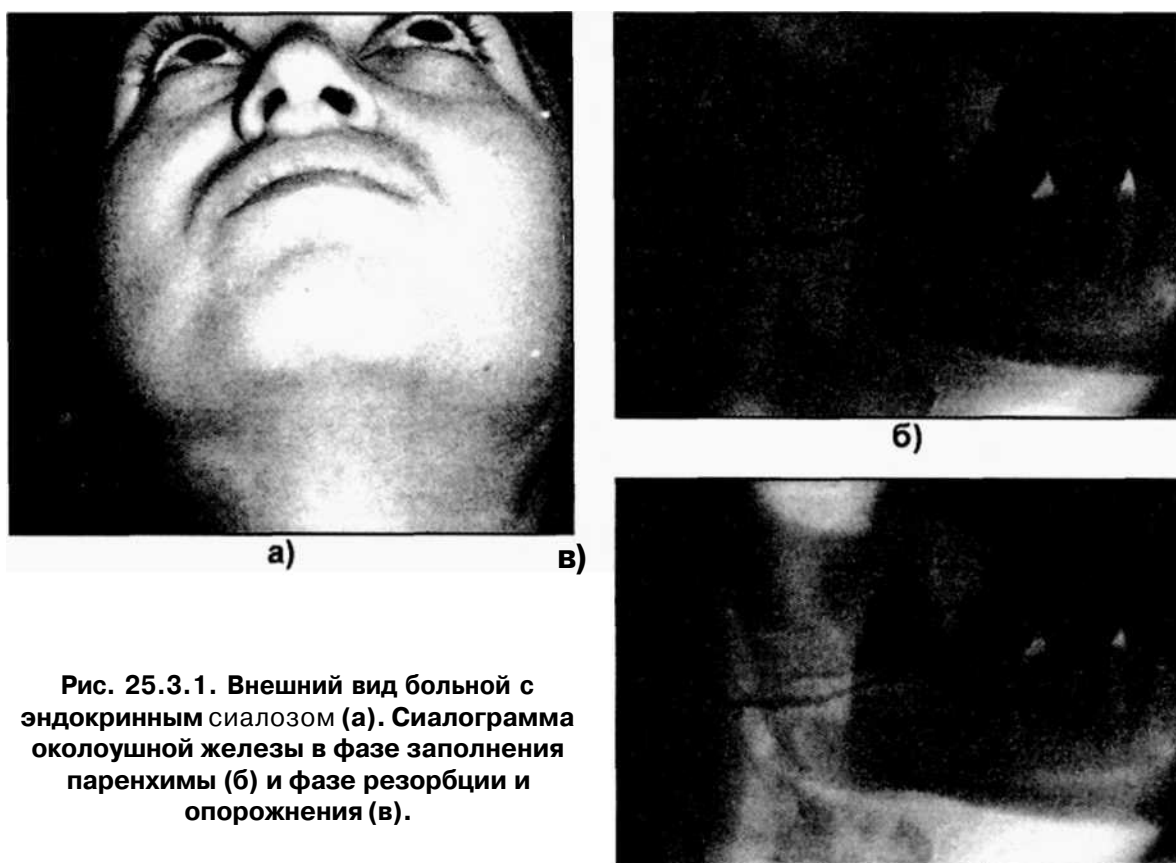 б)
а)
в)
Рис. 25.3.1. Внешний вид больной с
эндокринным сиалозом (а). Сиалограмма
околоушной железы в фазе заполнения
паренхимы (б) и фазе резорбции и
опорожнения (в).